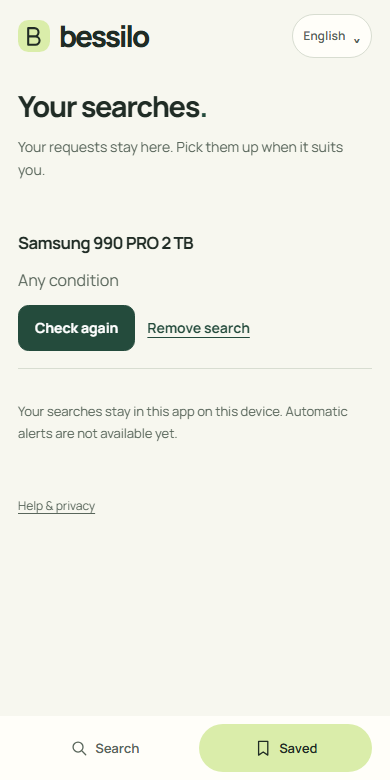 B bessilo
English
Your searches.
Your requests stay here. Pick them up when it suits
you.
Samsung 990 PRO 2 TB
Any condition
Check again
Remove search
Your searches stay in this app on this device. Automatic
alerts are not available yet.
Help & privacy
Search
Saved